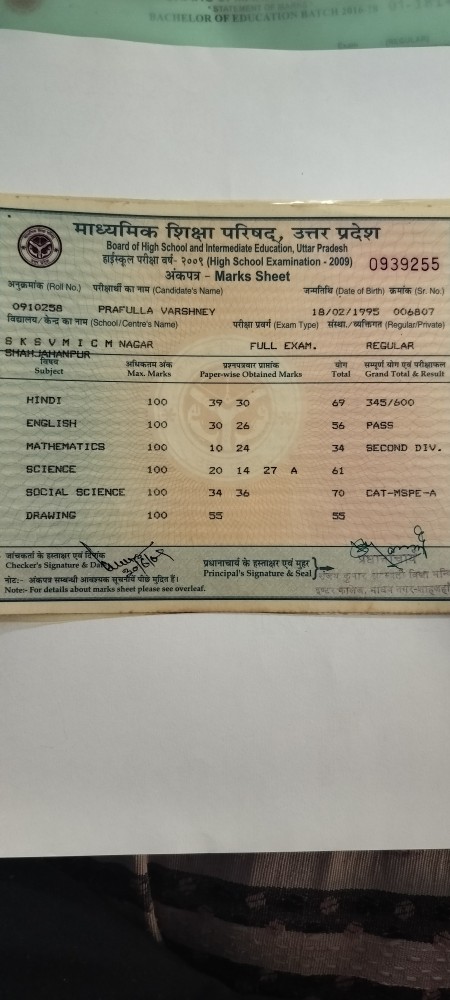 BACHELOR OF EDUCATION BATCH
माध्यमिक शिक्षा परिषद्, उत्तर प्रदेश
Board of High School and Intermediate Education, Uttar Pradesh
हाईस्कूल परीक्षा वर्ष- २००९ (High School Examination - 2009) 0939255
अंकपत्र - Marks Sheet
अनुक्रमांक (Roll No.) परीक्षार्थी का नाम (Candidate's Name) जन्मतिथि (Date of Birth) क्रमांक (Sr. No.)
0910258 PRAFULLA VARSHNEY 18/02/1995 006807
विद्यालय/केन्द्र का नाम (School/Centre's Name) परीक्षा प्रवर्ग (Exam Type) संस्था./व्यक्तिगत (Regular/Private)
S K S V M I C M NAGAR FULL EXAM. REGULAR
SHAHJAHANPUR
विषय अधिकतम अंक प्रश्नपत्रवार प्राप्तांक योग सम्पूर्ण योग एवं परीक्षाफल
Subject Max. Marks Paper-wise Obtained Marks Total Grand Total & Result
HINDI 100 39 30 69 345/600
ENGLISH 100 30 26 56 PASS
MATHEMATICS 100 10 24 34 SECOND DIV.
SCIENCE 100 20 14 27 A 61
SOCIAL SCIENCE 100 34 36 70 CAT-MSPE-A
DRAWING 100 55 55
जांचकर्ता के हस्ताक्षर एवं दिनांक प्रधानाचार्य के हस्ताक्षर एवं मुहर
Checker's Signature & Date Principal's Signature & Seal
नोट:- अंकपत्र सम्बन्धी आवश्यक सूचनायें पीछे मुद्रित हैं।
Note:- For details about marks sheet please see overleaf.